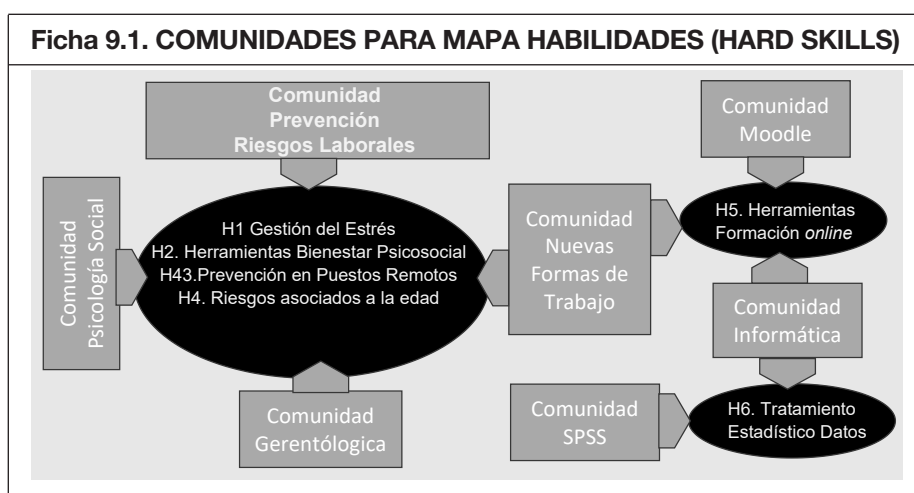 Ficha 9.1. COMUNIDADES PARA MAPA HABILIDADES (HARD SKILLS)
Comunidad
Prevención
Riesgos Laborales
Comunidad
Moodle
Comunidad
Psicología Social
H1 Gestión del Estrés
H2. Herramientas Bienestar Psicosocial
H43.Prevención en Puestos Remotos
H4. Riesgos asociados a la edad
Comunidad
Nuevas
Formas de
Trabajo
H5. Herramientas
Formación online
Comunidad
Informática
Comunidad
Gerentólogica
Comunidad
SPSS
H6. Tratamiento
Estadístico Datos